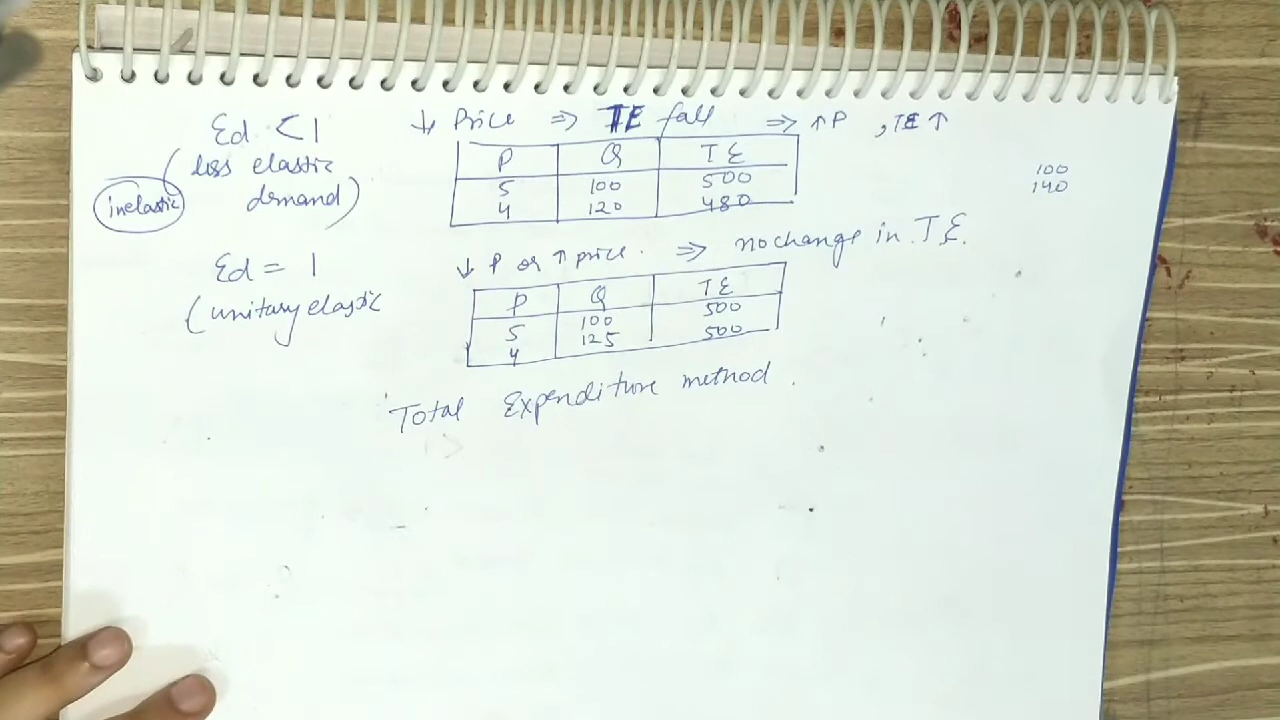 Ed < 1 ↓ Price ⇒ TE fall ⇒ ↑P , TE ↑
(less elastic demand)
inelastic
P Q TE
5 100 500
4 120 480
100
140
Ed = 1 ↓ P or ↑ price. ⇒ no change in T.E.
(unitary elastic
P Q TE
5 100 500
4 125 500
Total Expenditure method .